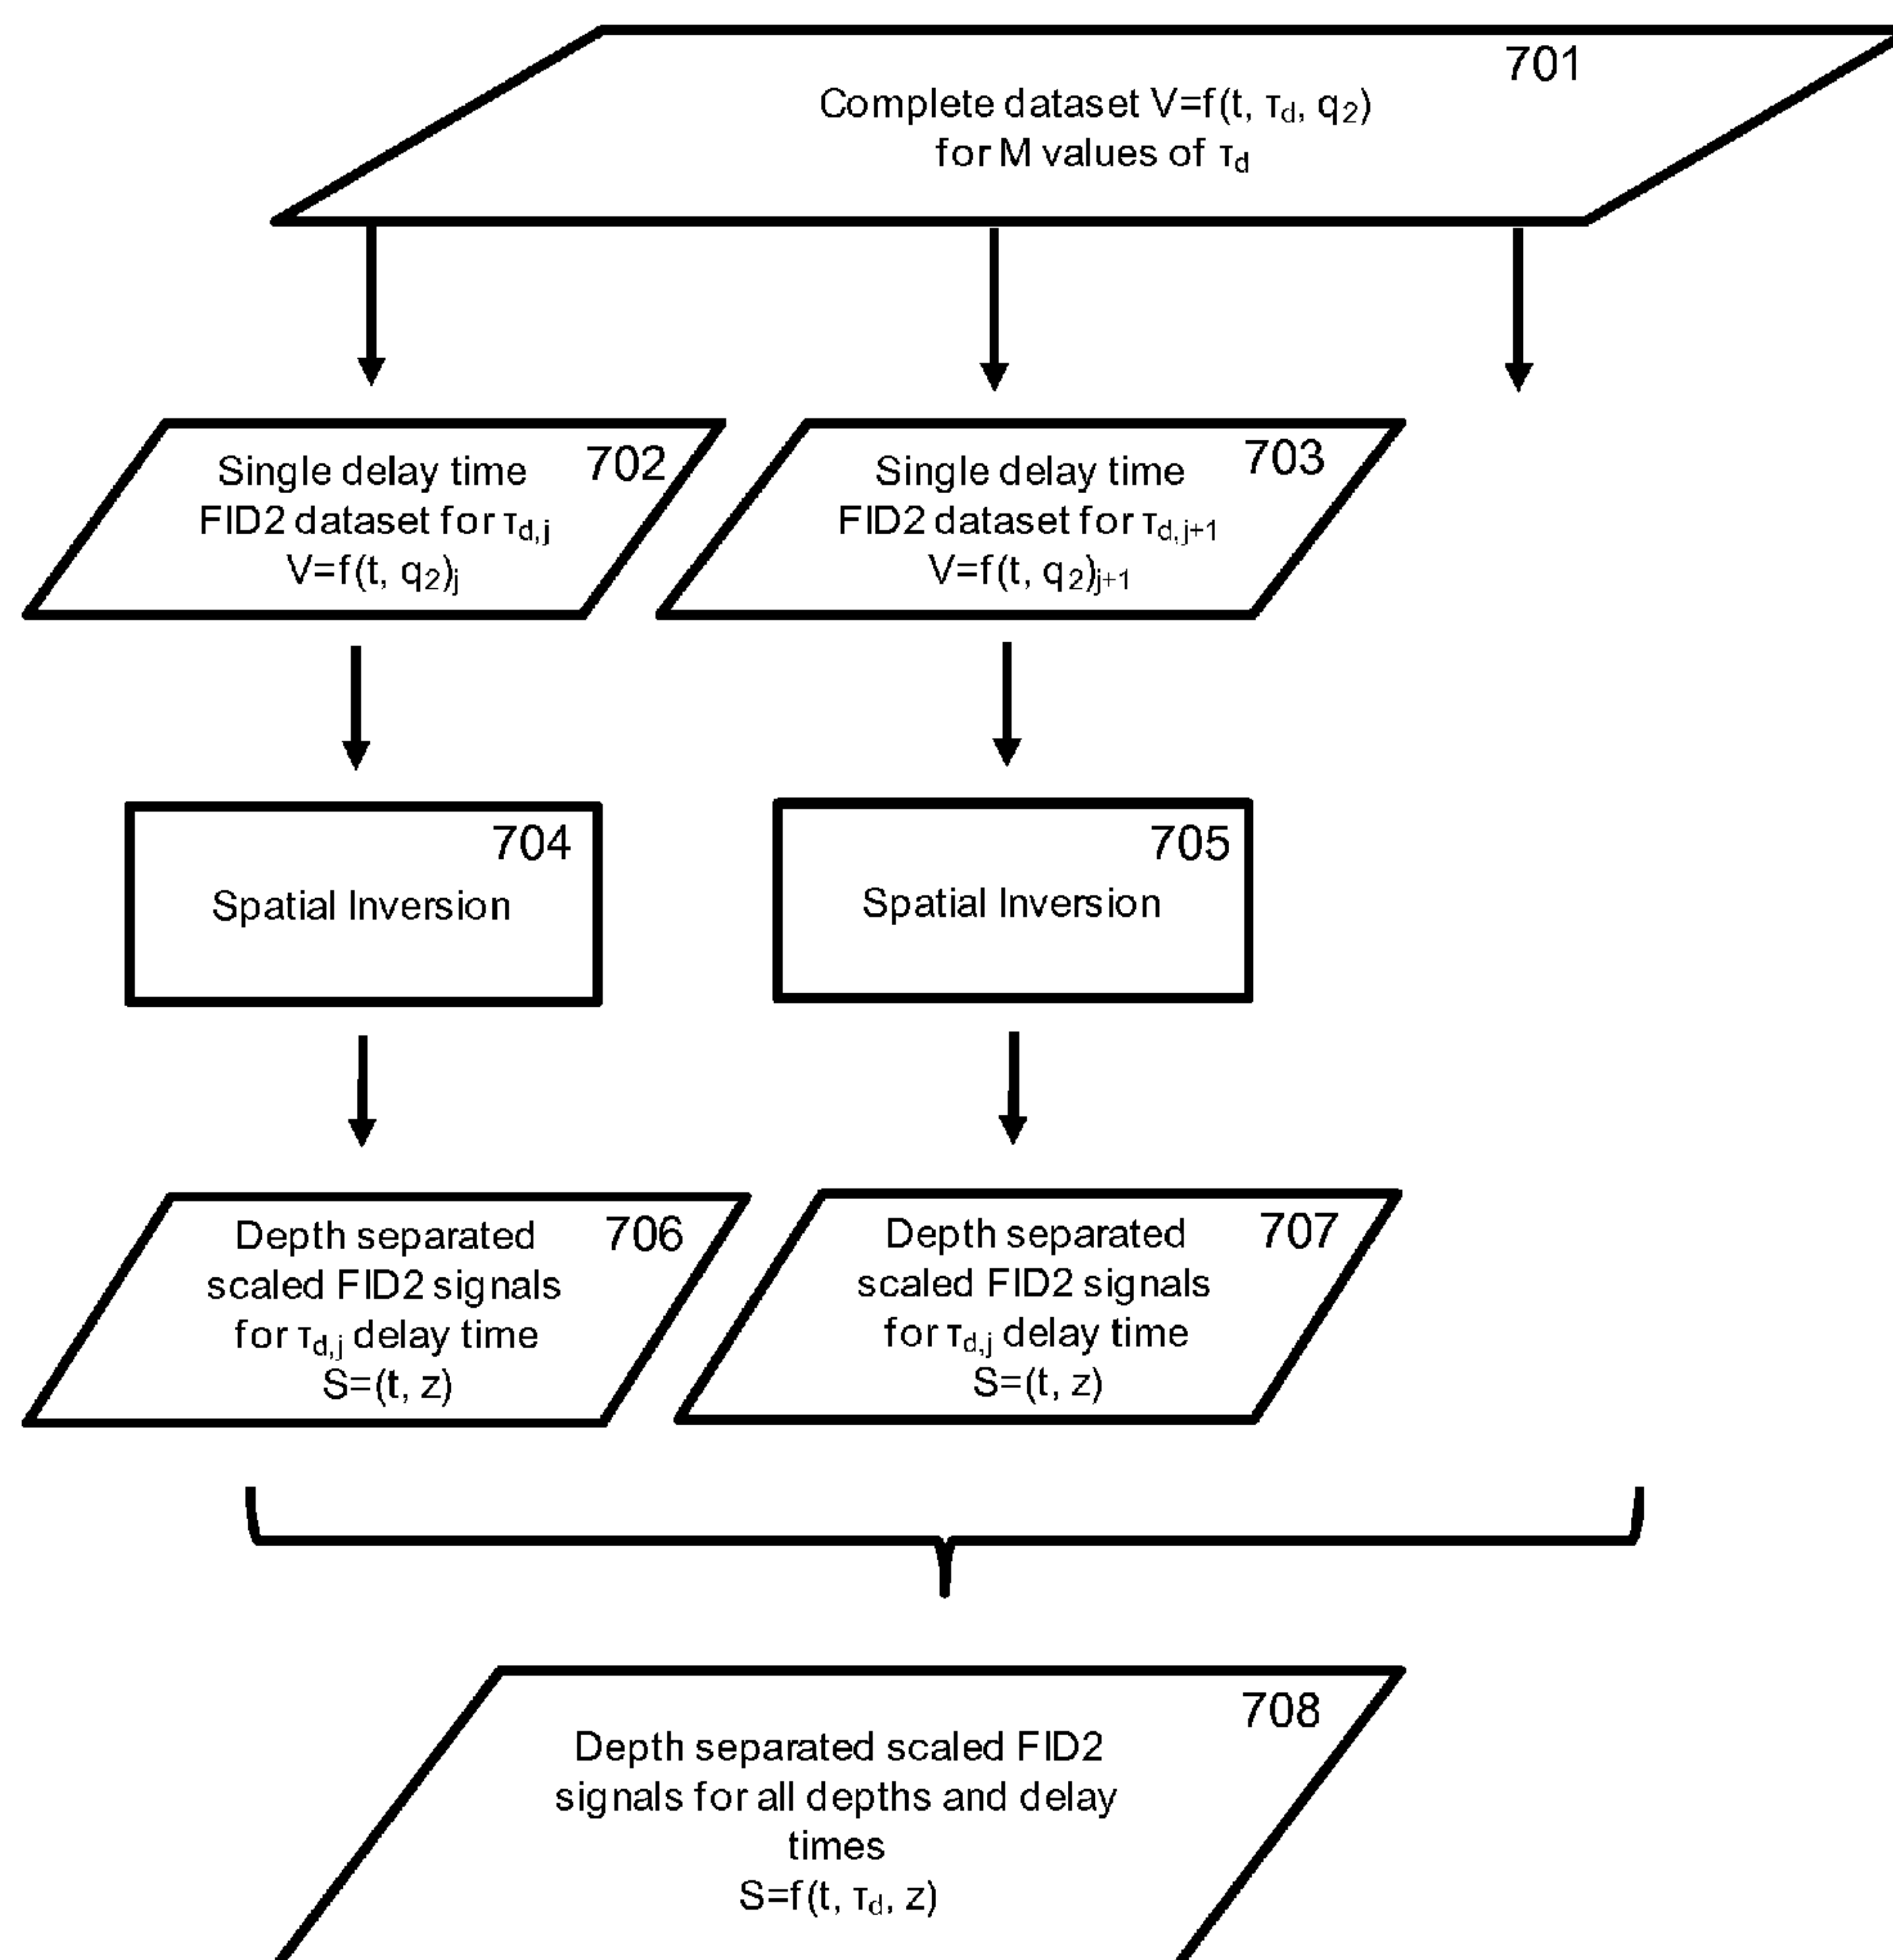 701
Complete dataset V=f(t, τd, q2)
for M values of τd
702
Single delay time
FID2 dataset for τd,j
V=f(t, q2)j
703
Single delay time
FID2 dataset for τd,j+1
V=f(t, q2)j+1
704
Spatial Inversion
705
Spatial Inversion
706
Depth separated
scaled FID2 signals
for τd,j delay time
S=(t, z)
707
Depth separated
scaled FID2 signals
for τd,j delay time
S=(t, z)
708
Depth separated scaled FID2
signals for all depths and delay
times
S=f(t, τd, z)